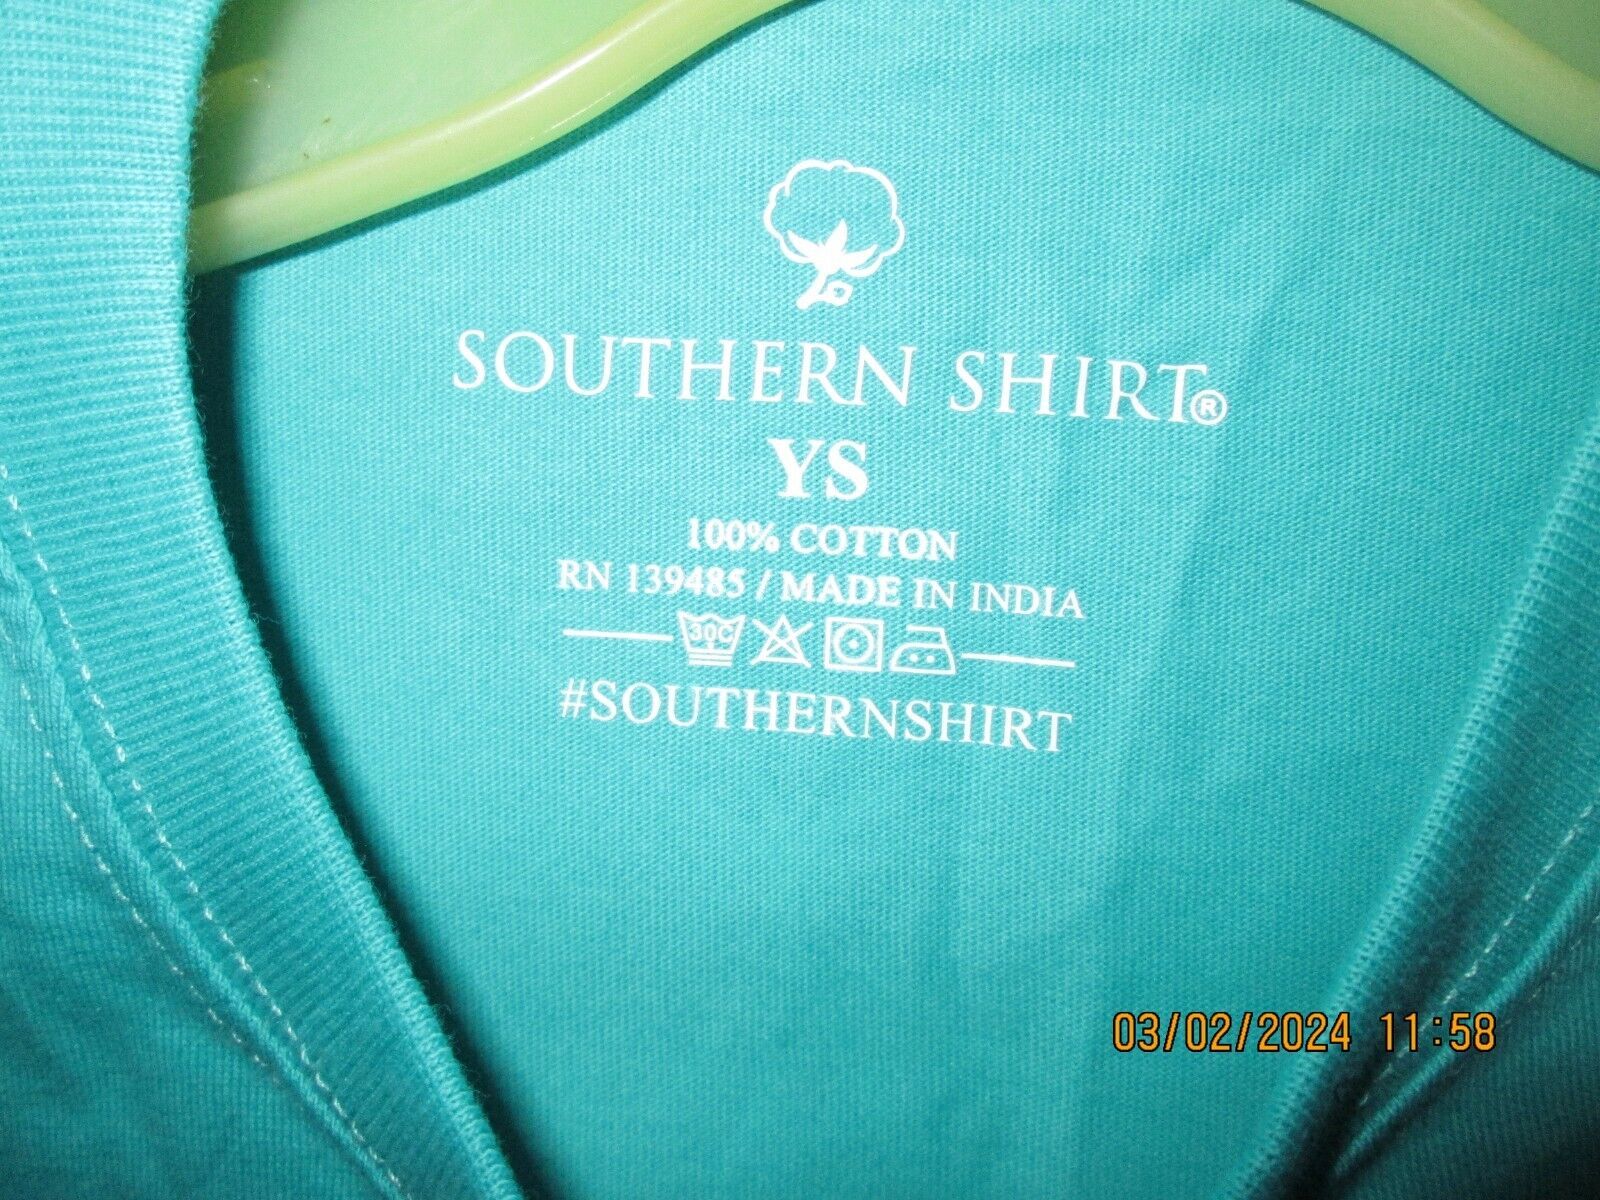 SOUTHERN SHIRT®
YS
100% COTTON
RN 139485 / MADE IN INDIA
30C
#SOUTHERNSHIRT
03/02/2024 11:58